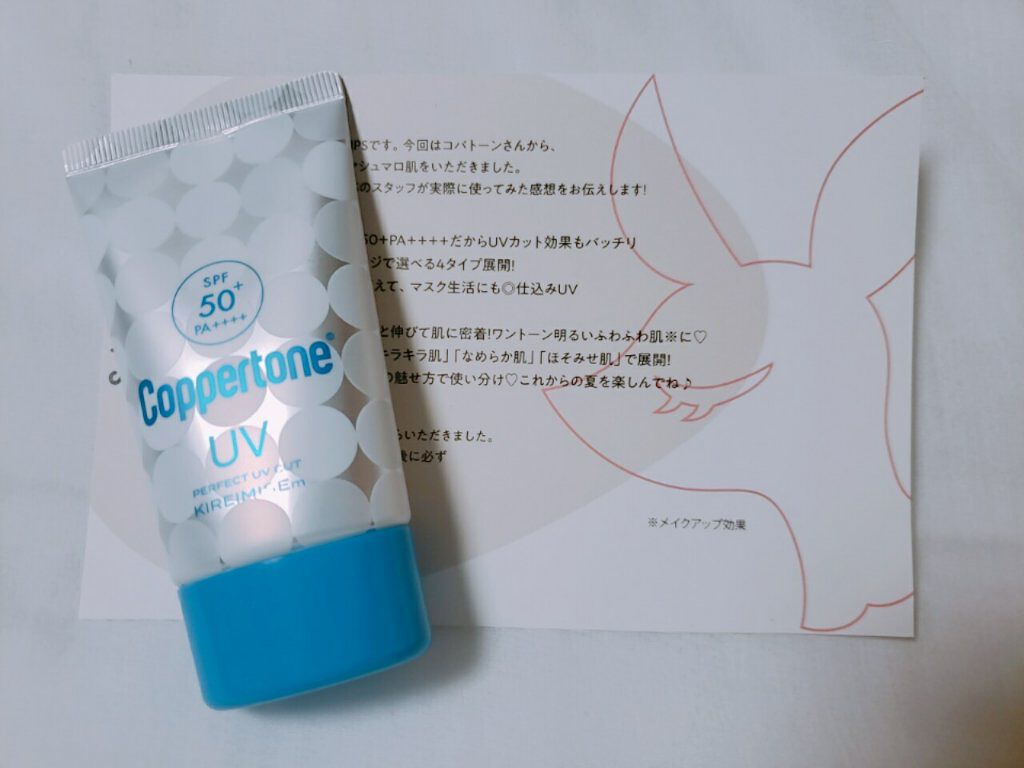 SPF
50+
PA++++
Coppertone®
UV
PERFECT UV CUT
KIREIMIS.Em
IPSです。今回はコパトーンさんから、
シュマロ肌をいただきました。
のスタッフが実際に使ってみた感想をお伝えします!
50+PA++++だからUVカット効果もバッチリ
ジで選べる4タイプ展開!
えて、マスク生活にも◎仕込みUV
と伸びて肌に密着!ワントーン明るいふわふわ肌※に♡
キラキラ肌」「なめらか肌」「ほそみせ肌」で展開!
の魅せ方で使い分け♡これからの夏を楽しんでね♪
らいただきました。
後に必ず
※メイクアップ効果